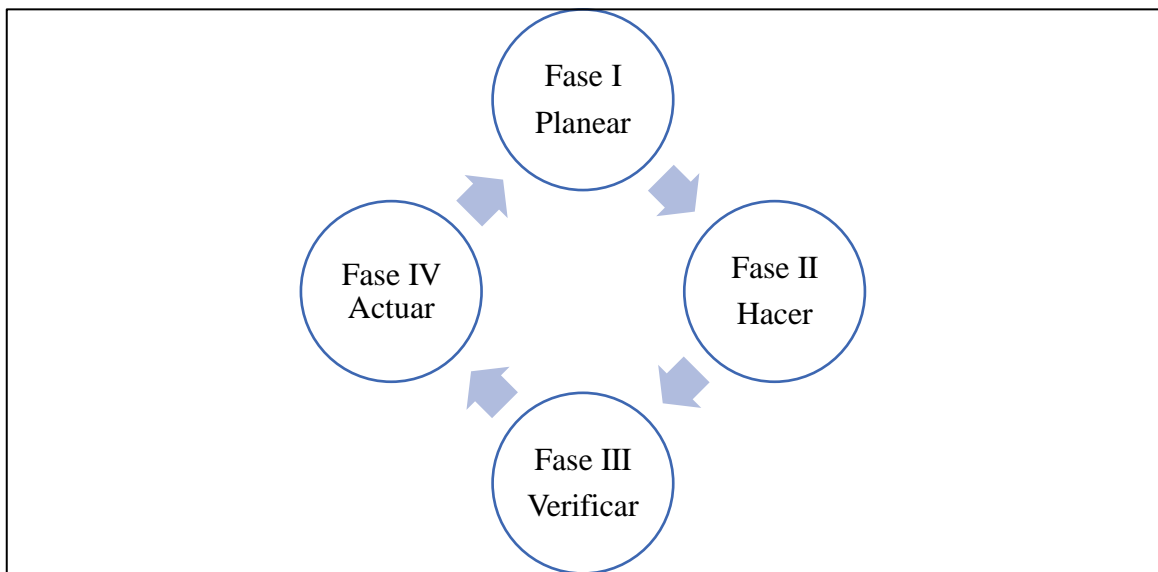 Fase I
Planear
Fase II
Hacer
Fase III
Verificar
Fase IV
Actuar